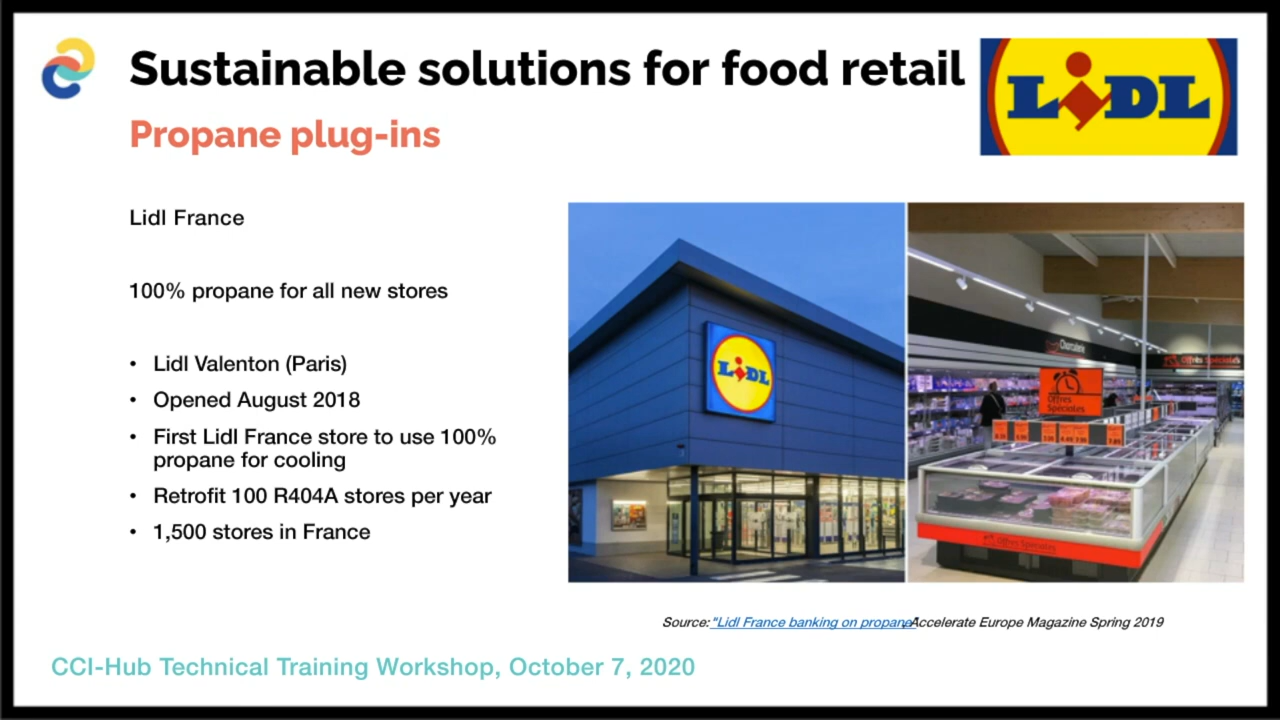 Sustainable solutions for food retail
LIDL
Propane plug-ins
Lidl France
100% propane for all new stores
• Lidl Valenton (Paris)
• Opened August 2018
• First Lidl France store to use 100%
propane for cooling
• Retrofit 100 R404A stores per year
• 1,500 stores in France
LIDL
Charcuterie
Offres Spéciales
Offres
Spéciales
Offres Spéciales
Source: "Lidl France banking on propane", Accelerate Europe Magazine Spring 2019
CCI-Hub Technical Training Workshop, October 7, 2020